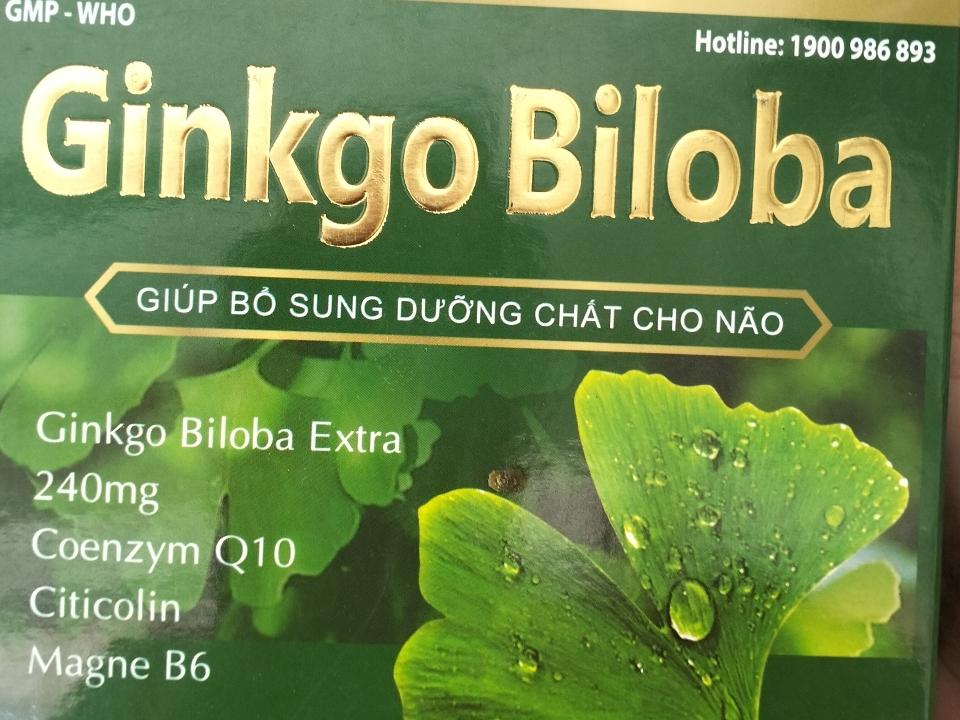 GMP - WHO
Hotline: 1900 986 893
Ginkgo Biloba
GIÚP BỔ SUNG DƯỠNG CHẤT CHO NÃO
Ginkgo Biloba Extra
240mg
Coenzym Q10
Citicolin
Magne B6